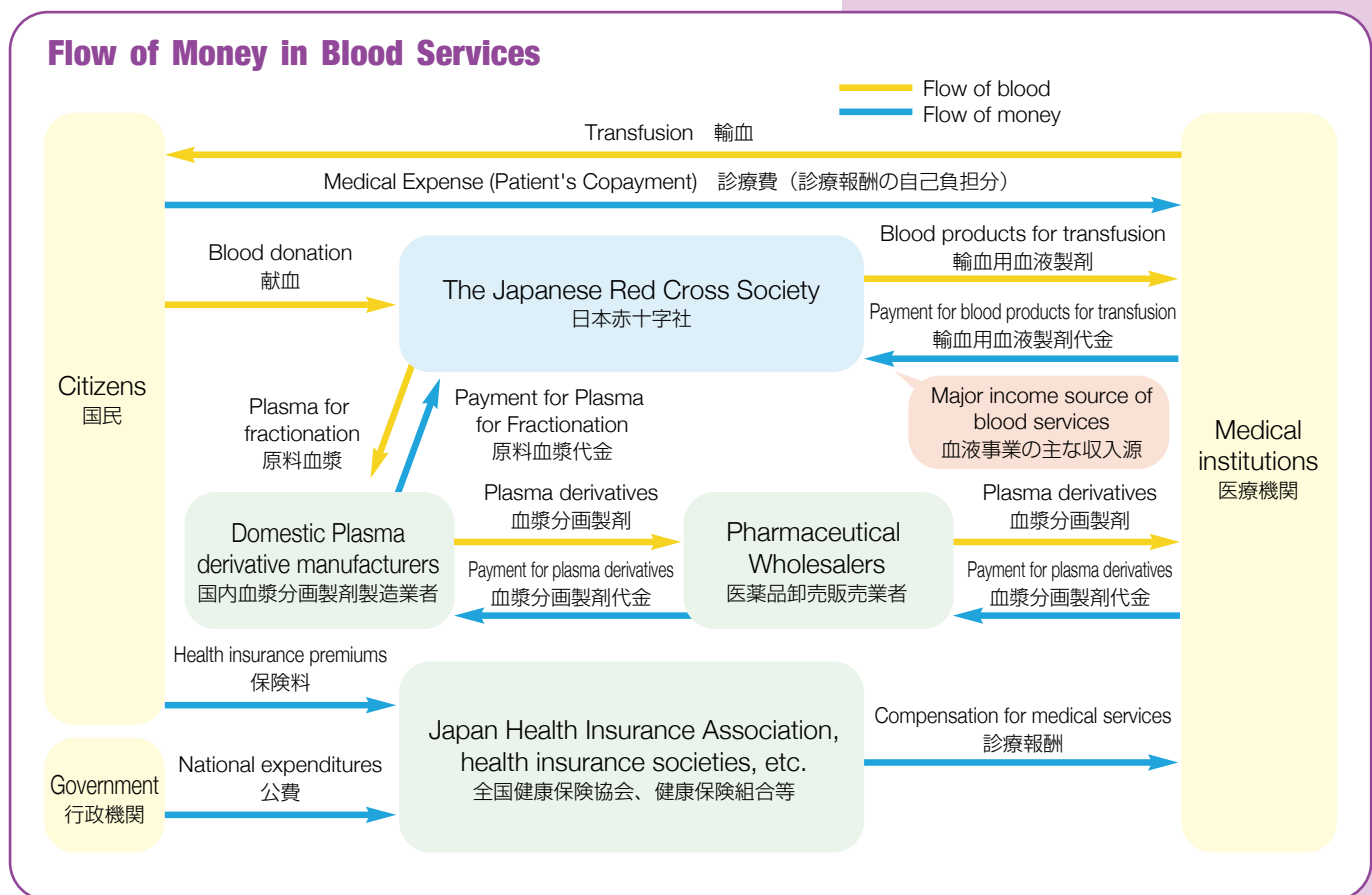 Flow of Money in Blood Services
Flow of blood
Flow of money
Transfusion 輸血
Medical Expense (Patient's Copayment) 診療費（診療報酬の自己負担分）
Citizens
国民
Blood donation
献血
The Japanese Red Cross Society
日本赤十字社
Blood products for transfusion
輸血用血液製剤
Payment for blood products for transfusion
輸血用血液製剤代金
Major income source of
blood services
血液事業の主な収入源
Medical
institutions
医療機関
Plasma for
fractionation
原料血漿
Payment for Plasma
for Fractionation
原料血漿代金
Domestic Plasma
derivative manufacturers
国内血漿分画製剤製造業者
Plasma derivatives
血漿分画製剤
Payment for plasma derivatives
血漿分画製剤代金
Pharmaceutical
Wholesalers
医薬品卸売販売業者
Plasma derivatives
血漿分画製剤
Payment for plasma derivatives
血漿分画製剤代金
Health insurance premiums
保険料
Government
行政機関
National expenditures
公費
Japan Health Insurance Association,
health insurance societies, etc.
全国健康保険協会、健康保険組合等
Compensation for medical services
診療報酬